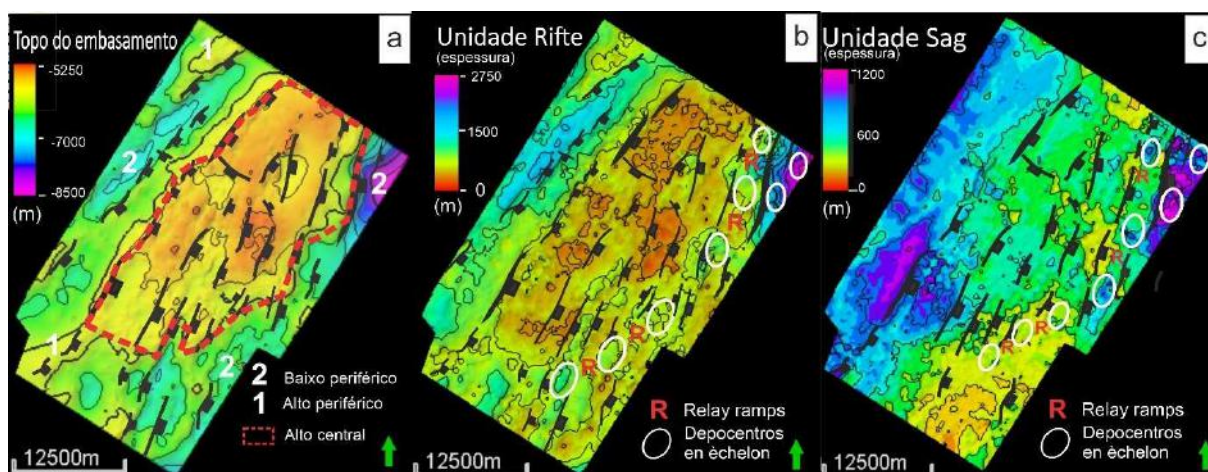 Topo do embasamento
a
-5250
-7000
-8500
(m)
1
2
2
1
2
2 Baixo periférico
1 Alto periférico
Alto central
12500m
Unidade Rifte
(espessura)
b
2750
1500
0
(m)
R
R
R
R
R
R Relay ramps
Depocentros
en èchelon
12500m
Unidade Sag
(espessura)
c
1200
600
0
(m)
R
R
R
R
R Relay ramps
Depocentros
en èchelon
12500m